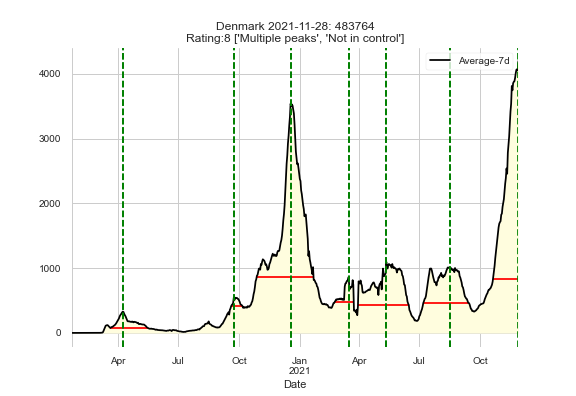 Denmark 2021-11-28: 483764
Rating:8 ['Multiple peaks', 'Not in control']
Average-7d
4000
3000
2000
1000
0
Apr Jul Oct Jan Apr Jul Oct
2021
Date